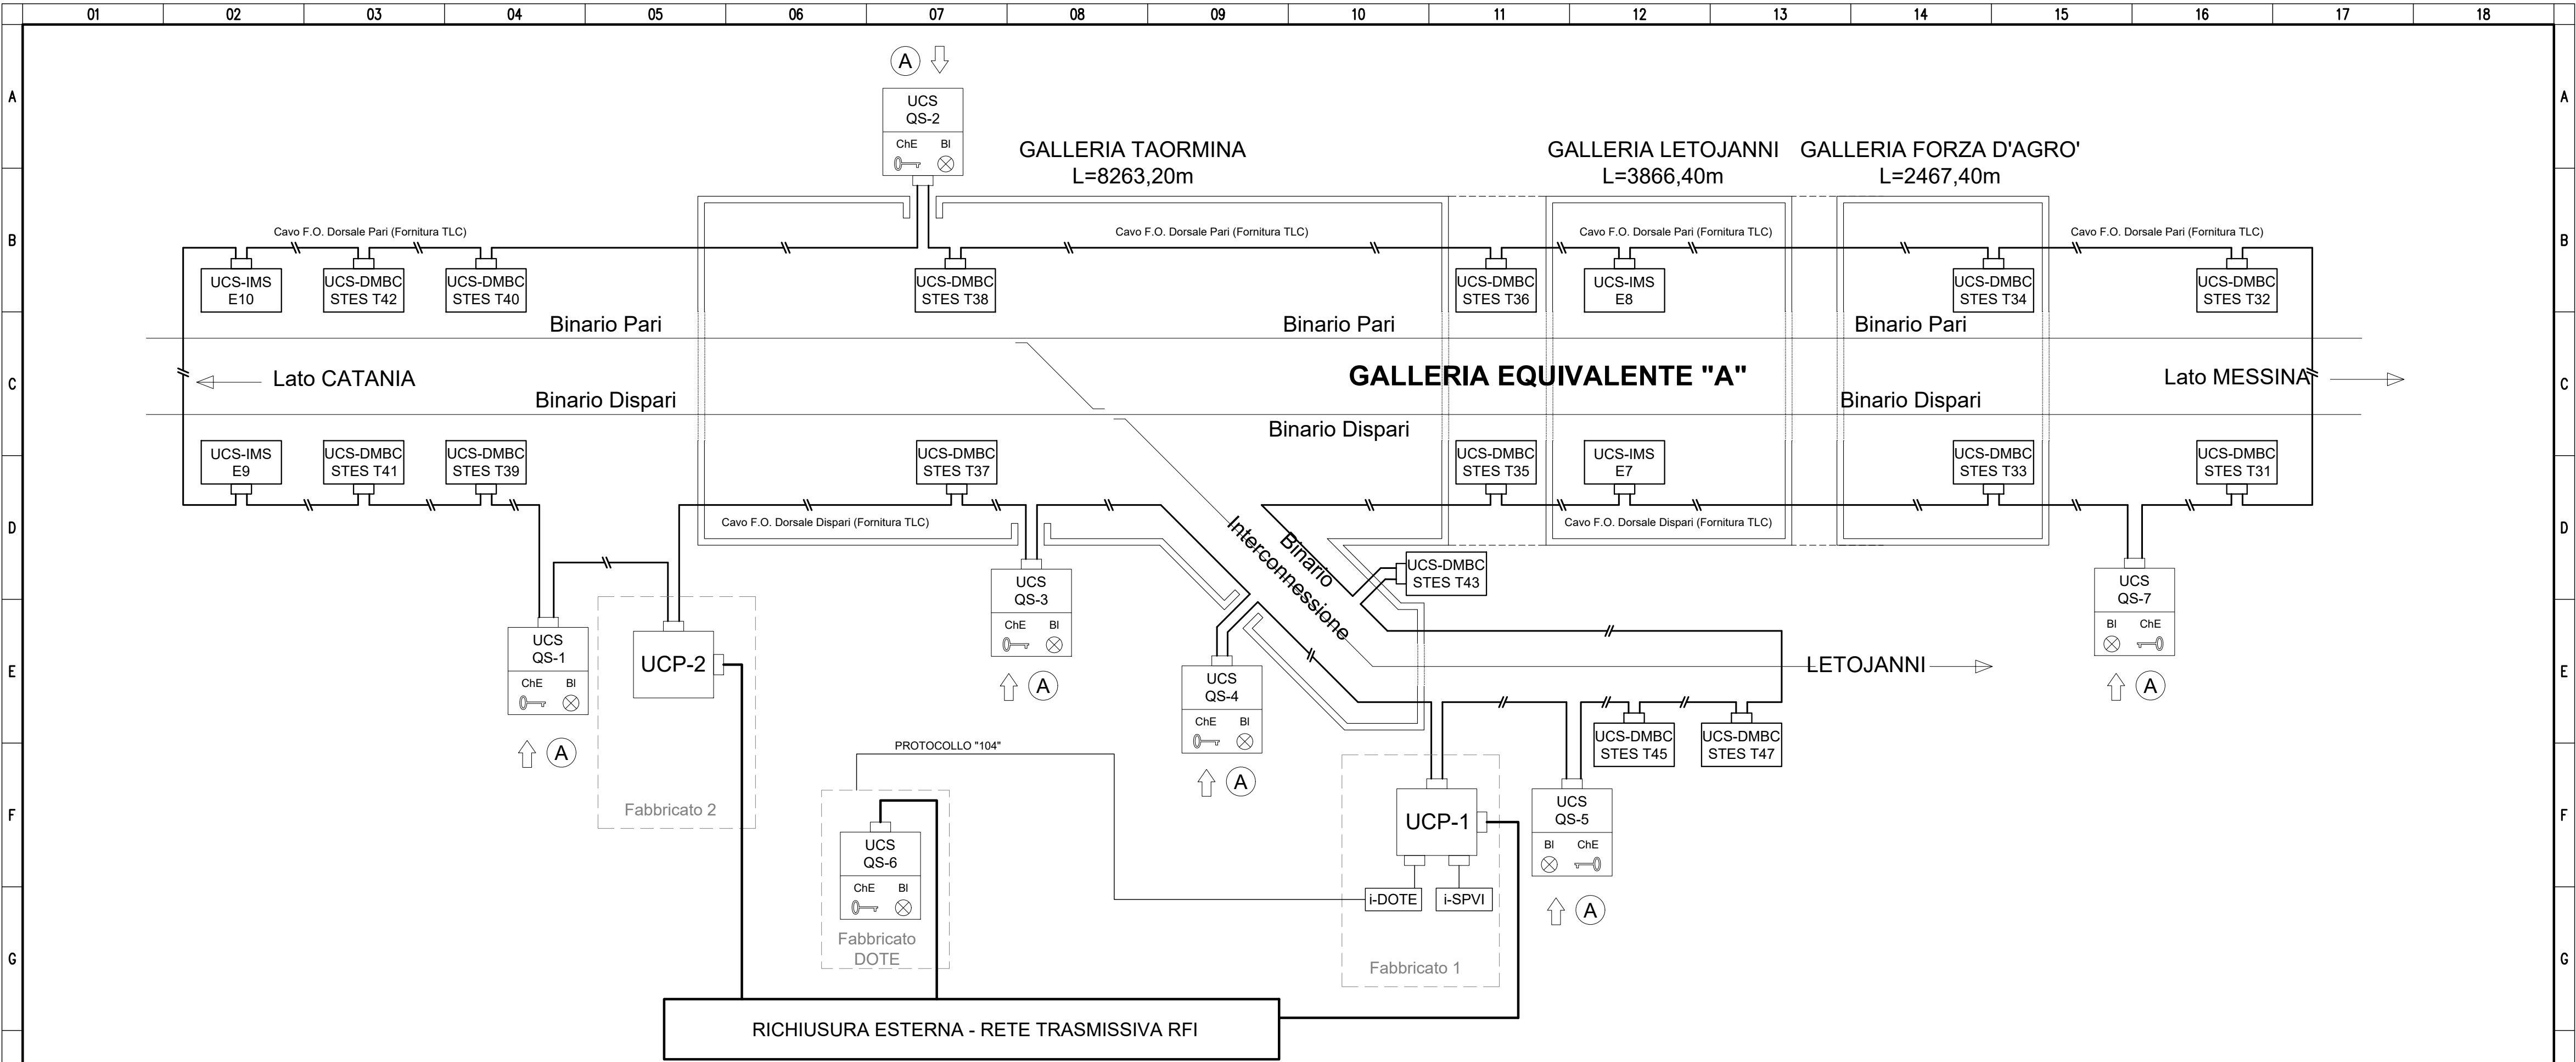 01 02 03 04 05 06 07 08 09 10 11 12 13 14 15 16 17 18
A
UCS
QS-2
ChE BI
A A
GALLERIA TAORMINA
L=8263,20m
GALLERIA LETOJANNI
L=3866,40m
GALLERIA FORZA D'AGRO'
L=2467,40m
Cavo F.O. Dorsale Pari (Fornitura TLC)
Cavo F.O. Dorsale Pari (Fornitura TLC)
Cavo F.O. Dorsale Pari (Fornitura TLC)
Cavo F.O. Dorsale Pari (Fornitura TLC)
B B
UCS-IMS
E10
UCS-DMBC
STES T42
UCS-DMBC
STES T40
UCS-DMBC
STES T38
UCS-DMBC
STES T36
UCS-IMS
E8
UCS-DMBC
STES T34
UCS-DMBC
STES T32
Binario Pari
Binario Pari
Binario Pari
C C
Lato CATANIA
GALLERIA EQUIVALENTE "A"
Lato MESSINA
Binario Dispari
Binario Dispari
Binario Dispari
UCS-IMS
E9
UCS-DMBC
STES T41
UCS-DMBC
STES T39
UCS-DMBC
STES T37
UCS-DMBC
STES T35
UCS-IMS
E7
UCS-DMBC
STES T33
UCS-DMBC
STES T31
D D
Cavo F.O. Dorsale Dispari (Fornitura TLC)
Cavo F.O. Dorsale Dispari (Fornitura TLC)
Binario
Interconnessione
UCS-DMBC
STES T43
UCS
QS-3
ChE BI
A
UCS
QS-7
BI ChE
A
E E
UCS
QS-1
ChE BI
A
UCP-2
Fabbricato 2
UCS
QS-4
ChE BI
A
LETOJANNI
UCS-DMBC
STES T45
UCS-DMBC
STES T47
PROTOCOLLO "104"
F F
UCS
QS-6
ChE BI
Fabbricato
DOTE
UCP-1
i-DOTE
i-SPVI
Fabbricato 1
UCS
QS-5
BI ChE
A
G G
RICHIUSURA ESTERNA - RETE TRASMISSIVA RFI